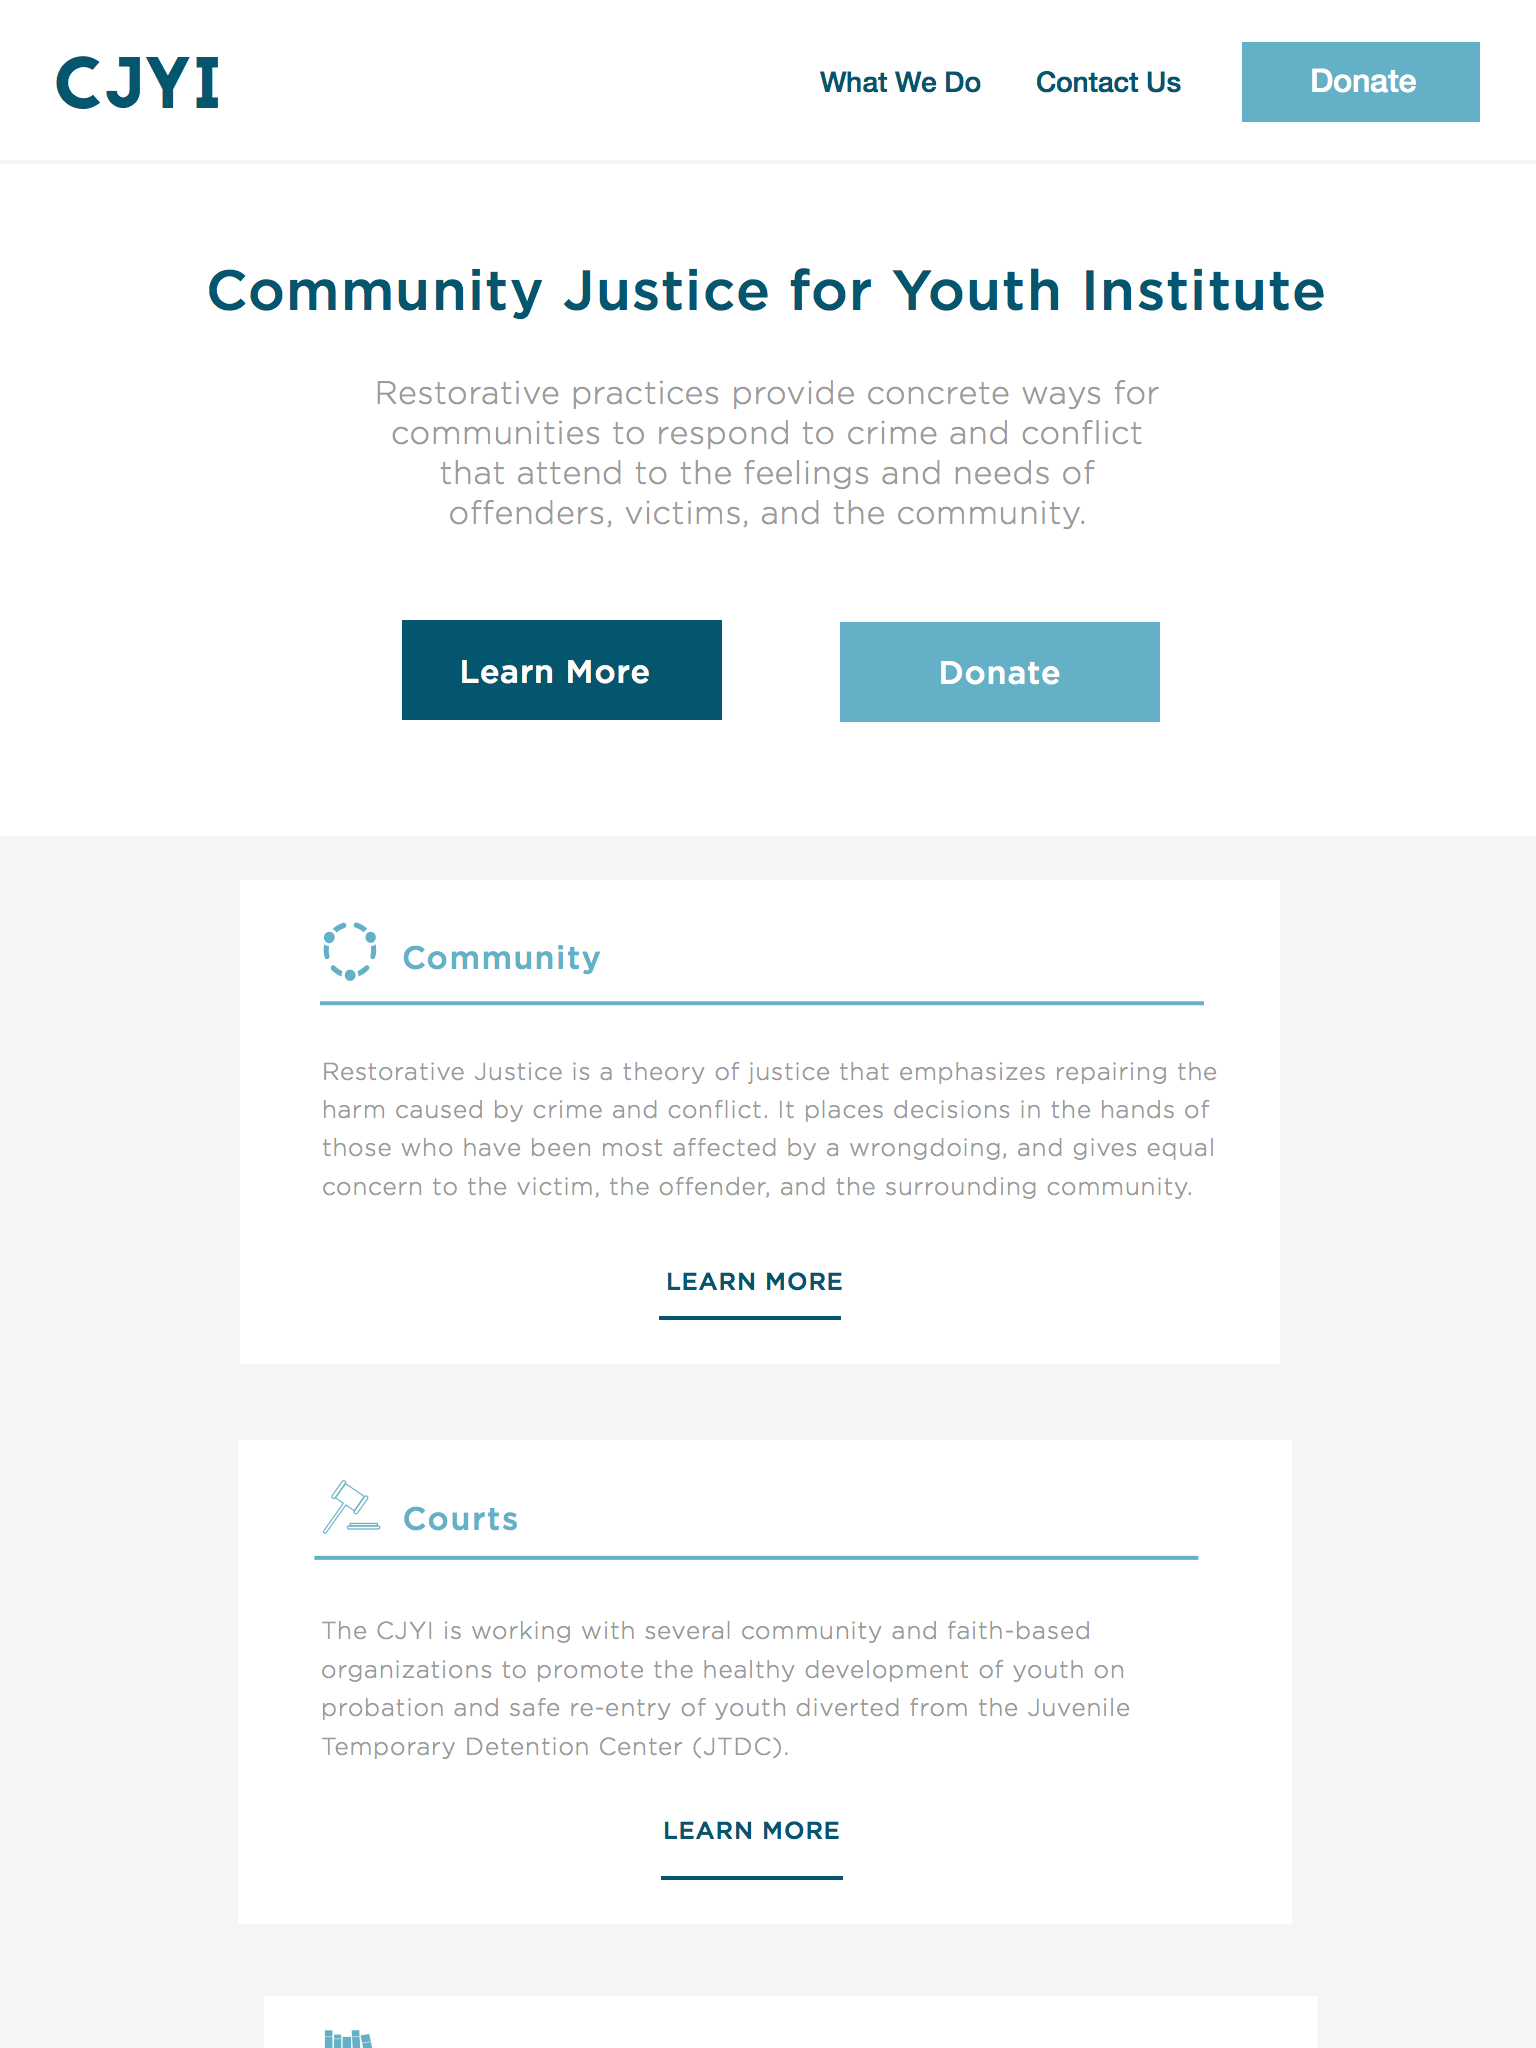 CJYI
What We Do
Contact Us
Donate
Community Justice for Youth Institute
Restorative practices provide concrete ways for
communities to respond to crime and conflict
that attend to the feelings and needs of
offenders, victims, and the community.
Learn More
Donate
Community
Restorative Justice is a theory of justice that emphasizes repairing the
harm caused by crime and conflict. It places decisions in the hands of
those who have been most affected by a wrongdoing, and gives equal
concern to the victim, the offender, and the surrounding community.
LEARN MORE
Courts
The CJYI is working with several community and faith-based
organizations to promote the healthy development of youth on
probation and safe re-entry of youth diverted from the Juvenile
Temporary Detention Center (JTDC).
LEARN MORE